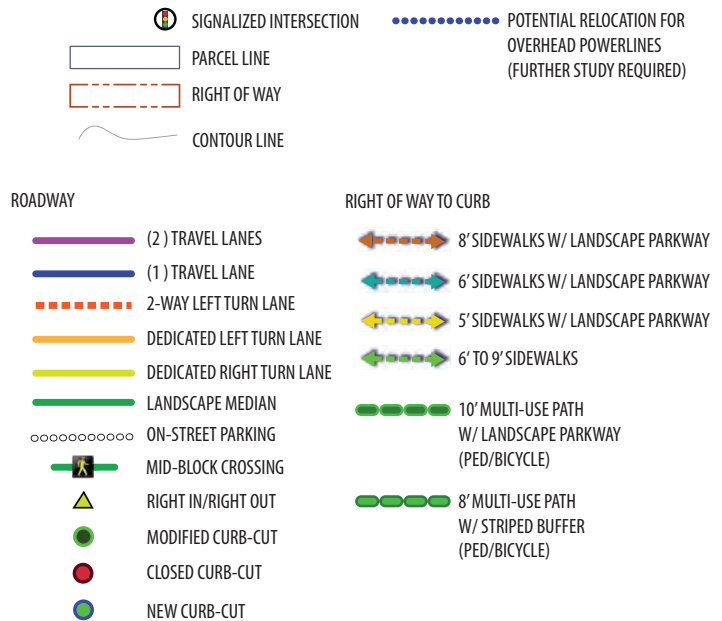 SIGNALIZED INTERSECTION
PARCEL LINE
RIGHT OF WAY
CONTOUR LINE
POTENTIAL RELOCATION FOR
OVERHEAD POWERLINES
(FURTHER STUDY REQUIRED)
ROADWAY
(2 ) TRAVEL LANES
(1 ) TRAVEL LANE
2-WAY LEFT TURN LANE
DEDICATED LEFT TURN LANE
DEDICATED RIGHT TURN LANE
LANDSCAPE MEDIAN
ON-STREET PARKING
MID-BLOCK CROSSING
RIGHT IN/RIGHT OUT
MODIFIED CURB-CUT
CLOSED CURB-CUT
NEW CURB-CUT
RIGHT OF WAY TO CURB
8' SIDEWALKS W/ LANDSCAPE PARKWAY
6' SIDEWALKS W/ LANDSCAPE PARKWAY
5' SIDEWALKS W/ LANDSCAPE PARKWAY
6' TO 9' SIDEWALKS
10' MULTI-USE PATH
W/ LANDSCAPE PARKWAY
(PED/BICYCLE)
8' MULTI-USE PATH
W/ STRIPED BUFFER
(PED/BICYCLE)